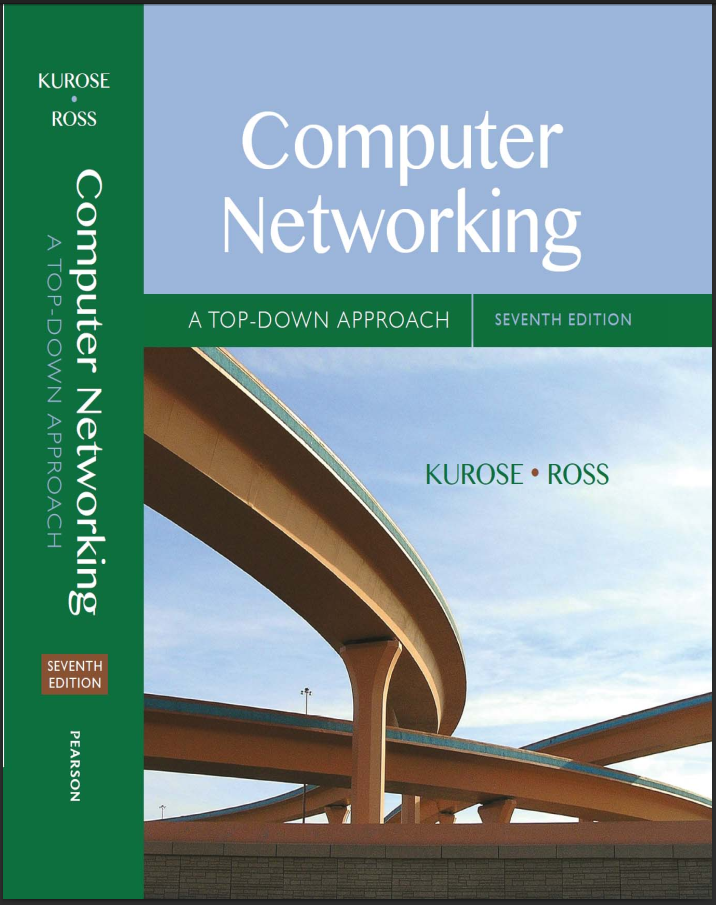 KUROSE
•
ROSS
Computer Networking
A TOP-DOWN APPROACH
SEVENTH
EDITION
PEARSON
Computer
Networking
A TOP-DOWN APPROACH
SEVENTH EDITION
KUROSE • ROSS